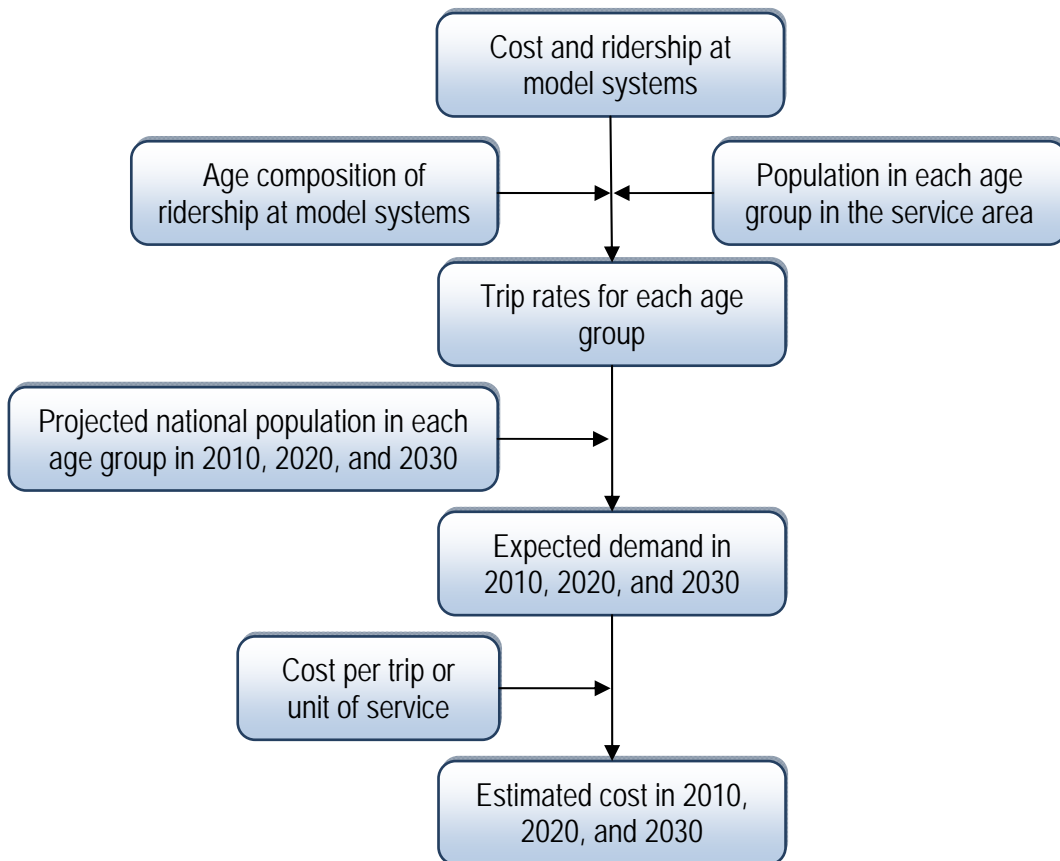 Cost and ridership at
model systems
Age composition of
ridership at model systems
Population in each age
group in the service area
Trip rates for each age
group
Projected national population in each
age group in 2010, 2020, and 2030
Expected demand in
2010, 2020, and 2030
Cost per trip or
unit of service
Estimated cost in 2010,
2020, and 2030